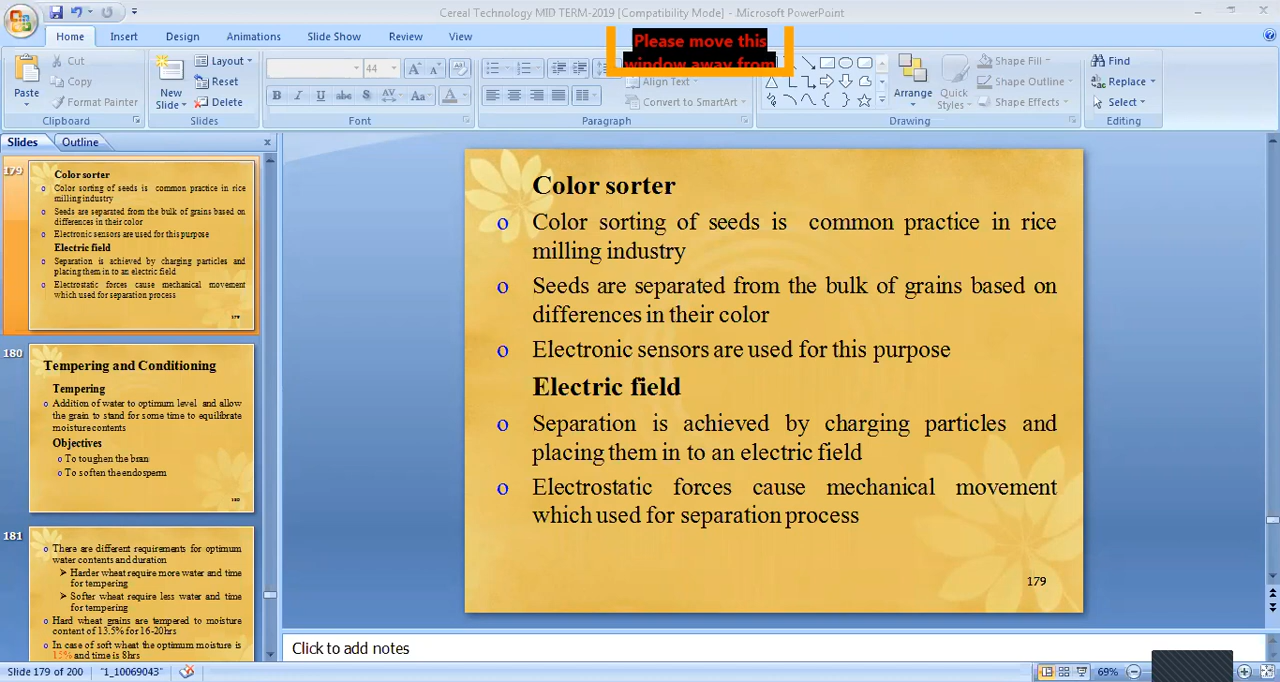 Cereal Technology MID TERM-2019 [Compatibility Mode] - Microsoft PowerPoint
Home Insert Design Animations Slide Show Review View
Please move this
window away from
Paste
Cut
Copy
Format Painter
Clipboard
New
Slide
Layout
Reset
Delete
Slides
44
B I U abc S AV Aa A
Font
Align Text
Convert to SmartArt
Paragraph
Arrange
Quick
Styles
Shape Fill
Shape Outline
Shape Effects
Drawing
Find
Replace
Select
Editing
Slides Outline
179
Color sorter
o Color sorting of seeds is common practice in rice
milling industry
o Seeds are separated from the bulk of grains based on
differences in their color
o Electronic sensors are used for this purpose
Electric field
o Separation is achieved by charging particles and
placing them in to an electric field
o Electrostatic forces cause mechanical movement
which used for separation process
179
180
Tempering and Conditioning
Tempering
o Addition of water to optimum level and allow
the grain to stand for some time to equilibrate
moisture contents
Objectives
o To toughen the bran
o To soften the endosperm
180
181
o There are different requirements for optimum
water contents and duration
➢ Harder wheat require more water and time
for tempering
➢ Softer wheat require less water and time
for tempering
o Hard wheat grains are tempered to moisture
content of 13.5% for 16-20hrs
o In case of soft wheat the optimum moisture is
15% and time is 8hrs
Color sorter
o Color sorting of seeds is common practice in rice
milling industry
o Seeds are separated from the bulk of grains based on
differences in their color
o Electronic sensors are used for this purpose
Electric field
o Separation is achieved by charging particles and
placing them in to an electric field
o Electrostatic forces cause mechanical movement
which used for separation process
179
Click to add notes
Slide 179 of 200 "1_10069043" 69%